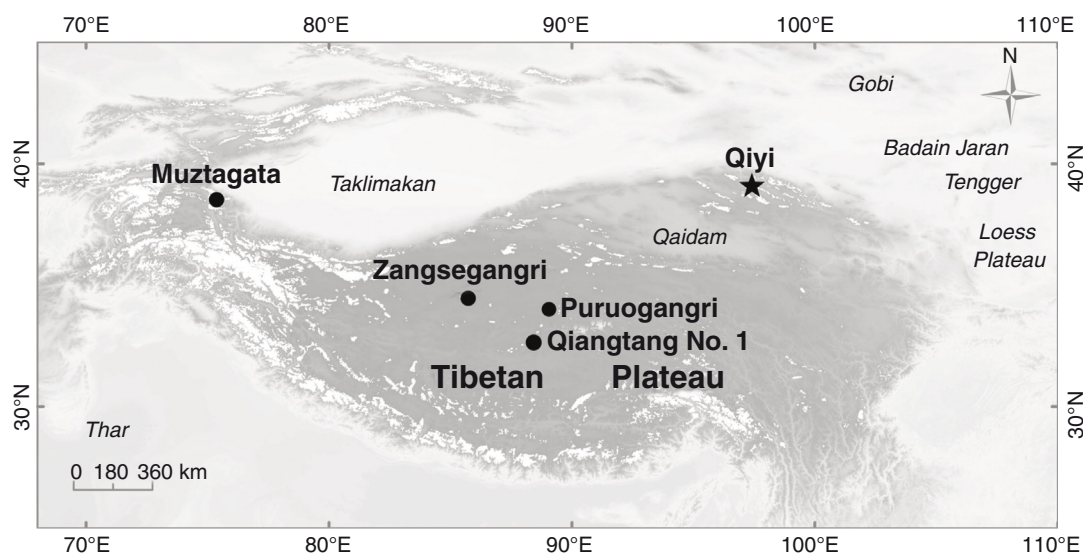 70°E 80°E 90°E 100°E 110°E
N
Gobi
40°N
40°N
Muztagata
Taklimakan
Qiyi
Badain Jaran
Tengger
Qaidam
Loess
Plateau
Zangsegangri
Puruogangri
Qiangtang No. 1
Tibetan Plateau
30°N
30°N
Thar
0 180 360 km
70°E 80°E 90°E 100°E 110°E